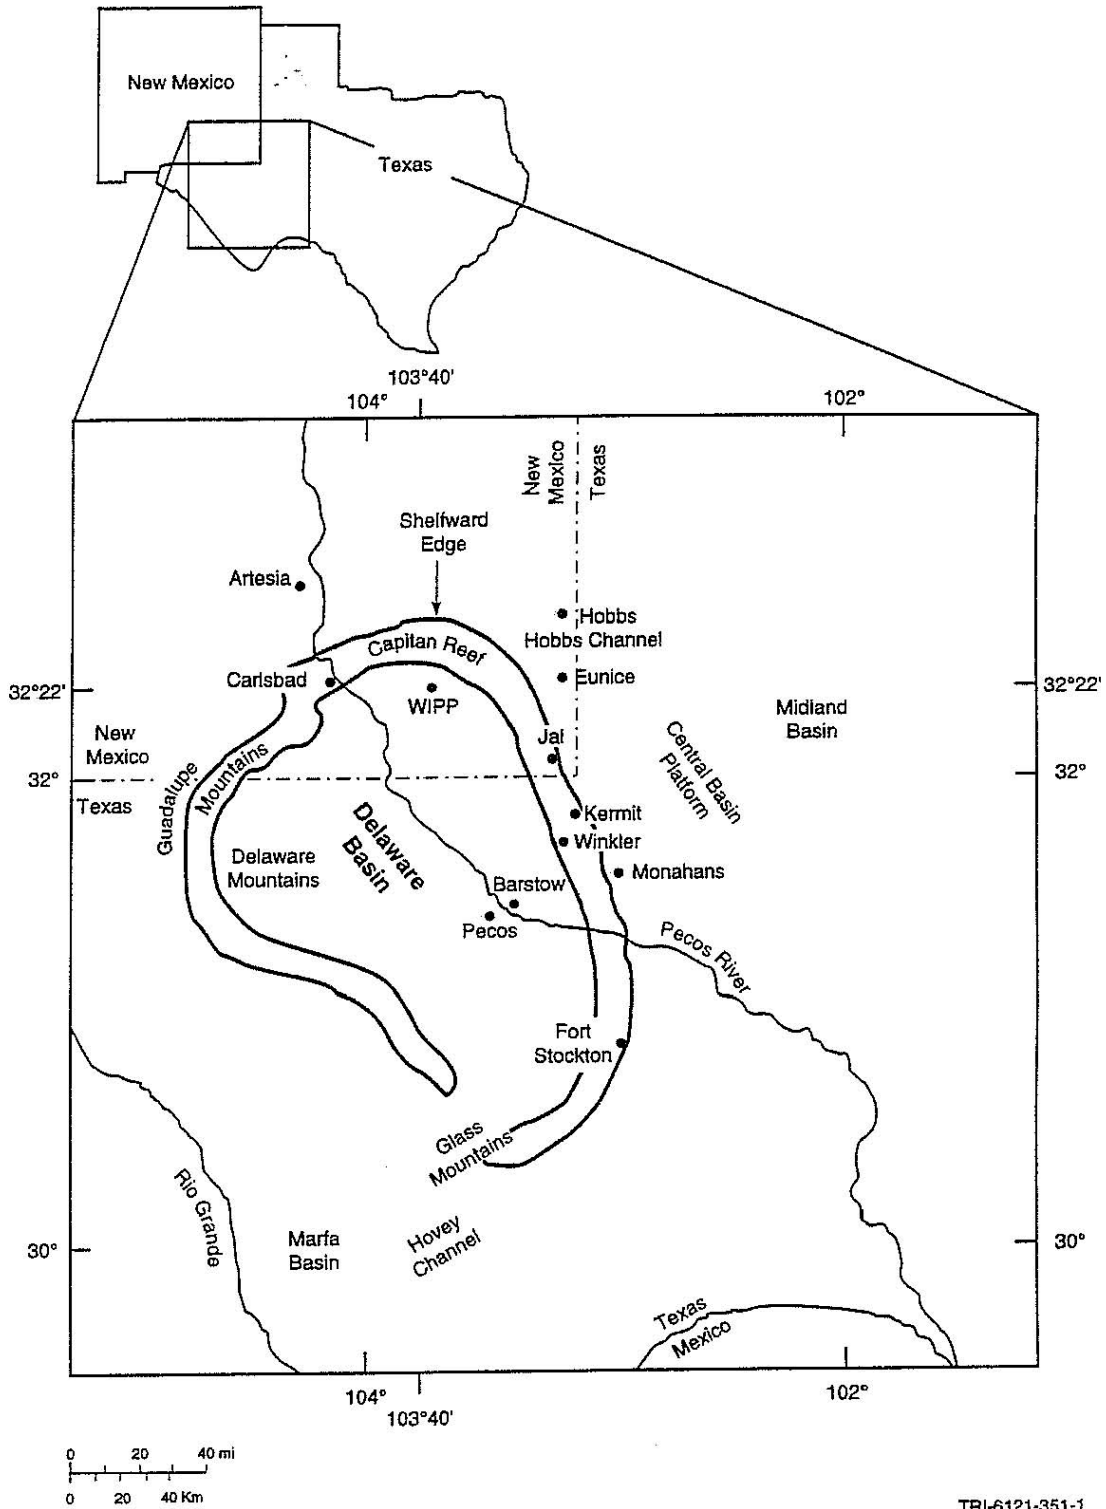 New Mexico
Texas
103°40'
104°
102°
New
Mexico
Texas
Shelfward
Edge
Artesia
Hobbs
Hobbs Channel
Capitan Reef
Carlsbad
WIPP
Eunice
32°22'
32°22'
Midland
Basin
New
Mexico
Jal
Central Basin
Platform
32°
32°
Texas
Guadalupe
Mountains
Kermit
Winkler
Delaware
Basin
Delaware
Mountains
Monahans
Barstow
Pecos
Pecos River
Fort
Stockton
Glass
Mountains
Rio Grande
Marfa
Basin
Hovey
Channel
30°
30°
Texas
Mexico
104°
103°40'
102°
0 20 40 mi
0 20 40 Km
TRI-6121-351-1